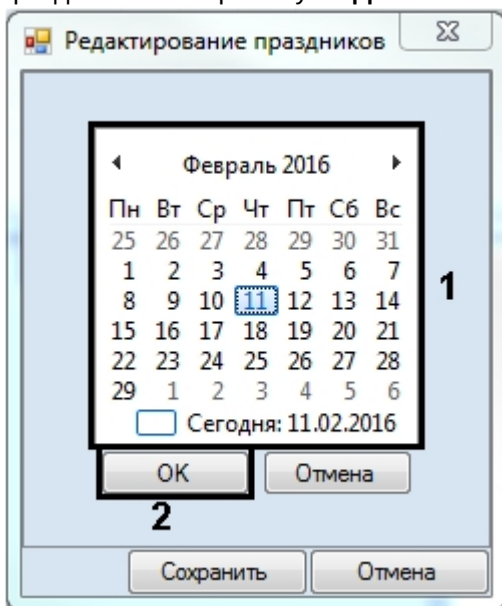 Редактирование праздников
Февраль 2016
Пн Вт Ср Чт Пт Сб Вс
25 26 27 28 29 30 31
1 2 3 4 5 6 7
8 9 10 11 12 13 14
1
15 16 17 18 19 20 21
22 23 24 25 26 27 28
29 1 2 3 4 5 6
Сегодня: 11.02.2016
OK Отмена
2
Сохранить Отмена